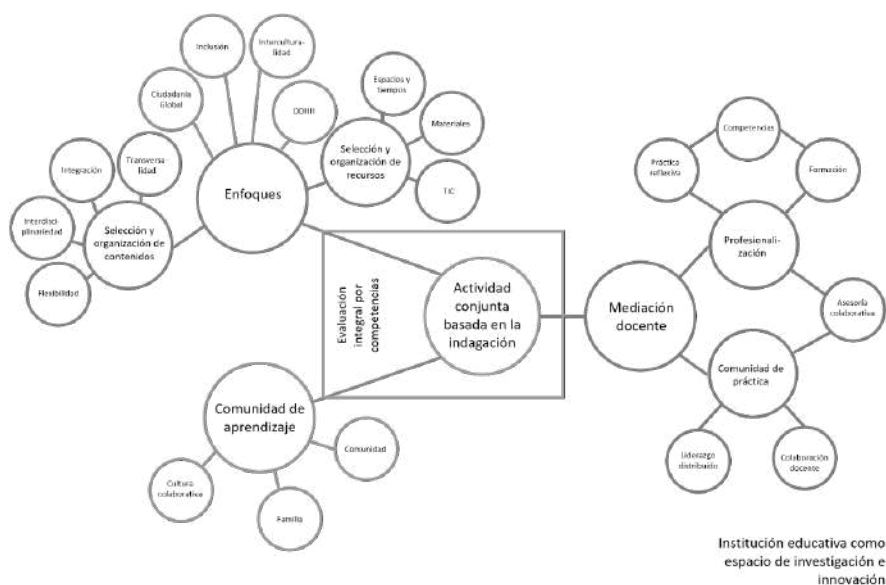 Inclusión
Intercultura-
lidad
Ciudadanía
Global
DDHH
Espacios y
tiempos
Materiales
TIC
Selección y
organización de
recursos
Enfoques
Integración
Transversa-
lidad
Interdisci-
plinariedad
Flexibilidad
Selección y
organización de
contenidos
Evaluación
integral por
competencias
Actividad
conjunta
basada en la
indagación
Mediación
docente
Competencias
Práctica
reflexiva
Formación
Profesionali-
zación
Asesoría
colaborativa
Comunidad de
práctica
Liderazgo
distribuido
Colaboración
docente
Comunidad de
aprendizaje
Comunidad
Cultura
colaborativa
Familia
Institución educativa como
espacio de investigación e
innovación